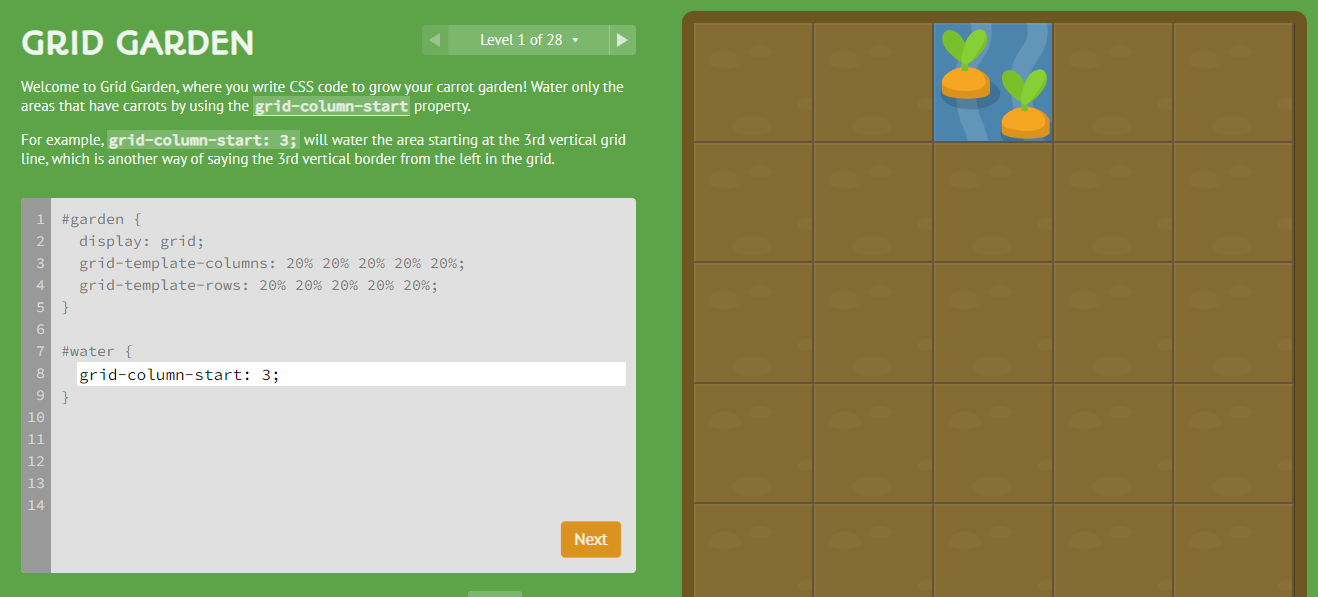 GRID GARDEN
Level 1 of 28
Welcome to Grid Garden, where you write CSS code to grow your carrot garden! Water only the
areas that have carrots by using the grid-column-start property.
For example, grid-column-start: 3; will water the area starting at the 3rd vertical grid
line, which is another way of saying the 3rd vertical border from the left in the grid.
1 #garden {
2 display: grid;
3 grid-template-columns: 20% 20% 20% 20% 20%;
4 grid-template-rows: 20% 20% 20% 20% 20%;
5 }
6
7 #water {
8 grid-column-start: 3;
9 }
10
11
12
13
14
Next